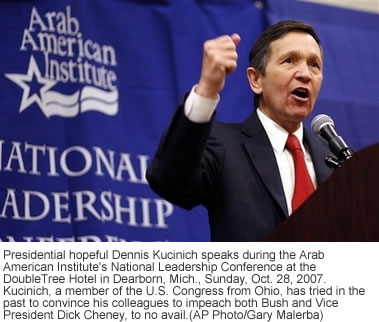 Arab
American
Institute
NATIONAL
LEADERSHIP
Presidential hopeful Dennis Kucinich speaks during the Arab
American Institute's National Leadership Conference at the
DoubleTree Hotel in Dearborn, Mich., Sunday, Oct. 28, 2007.
Kucinich, a member of the U.S. Congress from Ohio, has tried in the
past to convince his colleagues to impeach both Bush and Vice
President Dick Cheney, to no avail.(AP Photo/Gary Malerba)